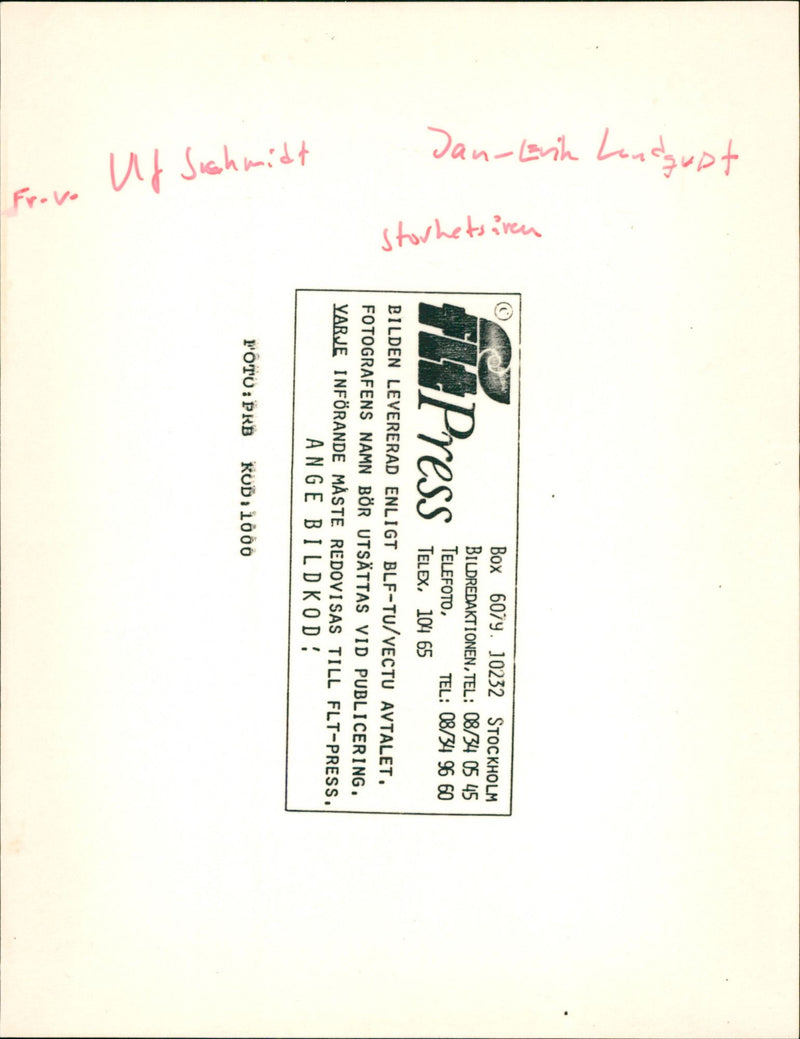 Fr.v. Ulf Schmidt Jan-Erik Lundqvist
storhetsåren
© FLT Press
Box 6079. 10232 STOCKHOLM
BILDREDAKTIONEN, TEL: 08/34 05 45
TELEFOTO, TEL: 08/34 96 60
TELEX, 104 65
BILDEN LEVERERAD ENLIGT BLF-TU/VECTU AVTALET.
FOTOGRAFENS NAMN BÖR UTSÄTTAS VID PUBLICERING.
VARJE INFÖRANDE MÅSTE REDOVISAS TILL FLT-PRESS.
ANGE BILDKOD:
FOTO:PRB KOD:1000